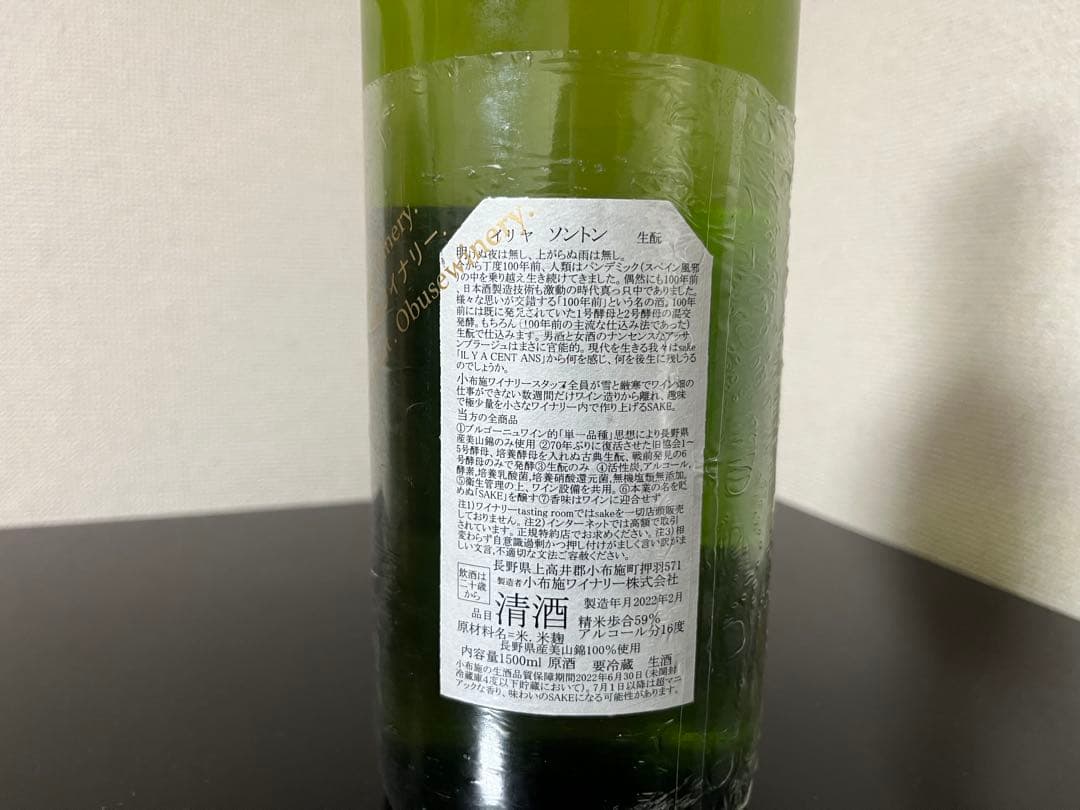 イリヤ ソントン 生酛
明けぬ夜は無し、上がらぬ雨は無し。
から丁度100年前、人類はパンデミック(スペイン風邪
の中を乗り越え生き続けてきました。偶然にも100年前、
日本酒製造技術も激動の時代真っ只中でありました。
様々な思いが交錯する「100年前」という名の酒。100年
前には既に発見されていた1号酵母と2号酵母の混交
発酵。もちろん(100年前の主流な仕込み法であった)
生酛で仕込みます。男酒と女酒のナンセンスなアッサ
ンブラージュはまさに官能的。現代を生きる我々はsake
「IL Y A CENT ANS」から何を感じ、何を後生に残しうる
のでしょうか。
小布施ワイナリースタッフ全員が雪と厳寒でワイン畑の
仕事ができない数週間だけワイン造りから離れ、趣味
で極少量を小さなワイナリー内で作り上げるSAKE。
当方の全商品
①ブルゴーニュワイン的「単一品種」思想により長野県
産美山錦のみ使用 ②70年ぶりに復活させた旧協会1~
5号酵母、培養酵母を入れぬ古典生酛、戦前発見の6
号酵母のみで発酵③生酛のみ ④活性炭,アルコール,
酵素,培養乳酸菌,培養硝酸還元菌,無機塩類無添加,
⑤衛生管理の上、ワイン設備を共用。⑥本業の名を貶
めぬ「SAKE」を醸す⑦香味はワインに迎合せず
注1)ワイナリーtasting roomではsakeを一切店頭販売
しておりません。注2)インターネットでは高額で取引
されています。正規特約店でお求めください。注3)相
変わらず自意識過剰かつ押し付けがましく言い訳がま
しい文言,不適切な文法ご容赦ください。
飲酒は
二十歳
から
長野県上高井郡小布施町押羽571
製造者小布施ワイナリー株式会社
品目 清酒 製造年月2022年2月
精米歩合59%
原材料名=米,米麹 アルコール分16度
長野県産美山錦100%使用
内容量1500ml 原酒 要冷蔵 生酒
小布施の生酒品質保障期間2022年6月30日(未開封
冷蔵庫4度以下貯蔵において)。7月1日以降は超マニ
アックな香り、味わいのSAKEになる可能性があります。
Obusewinery.
イナリー.
inery.